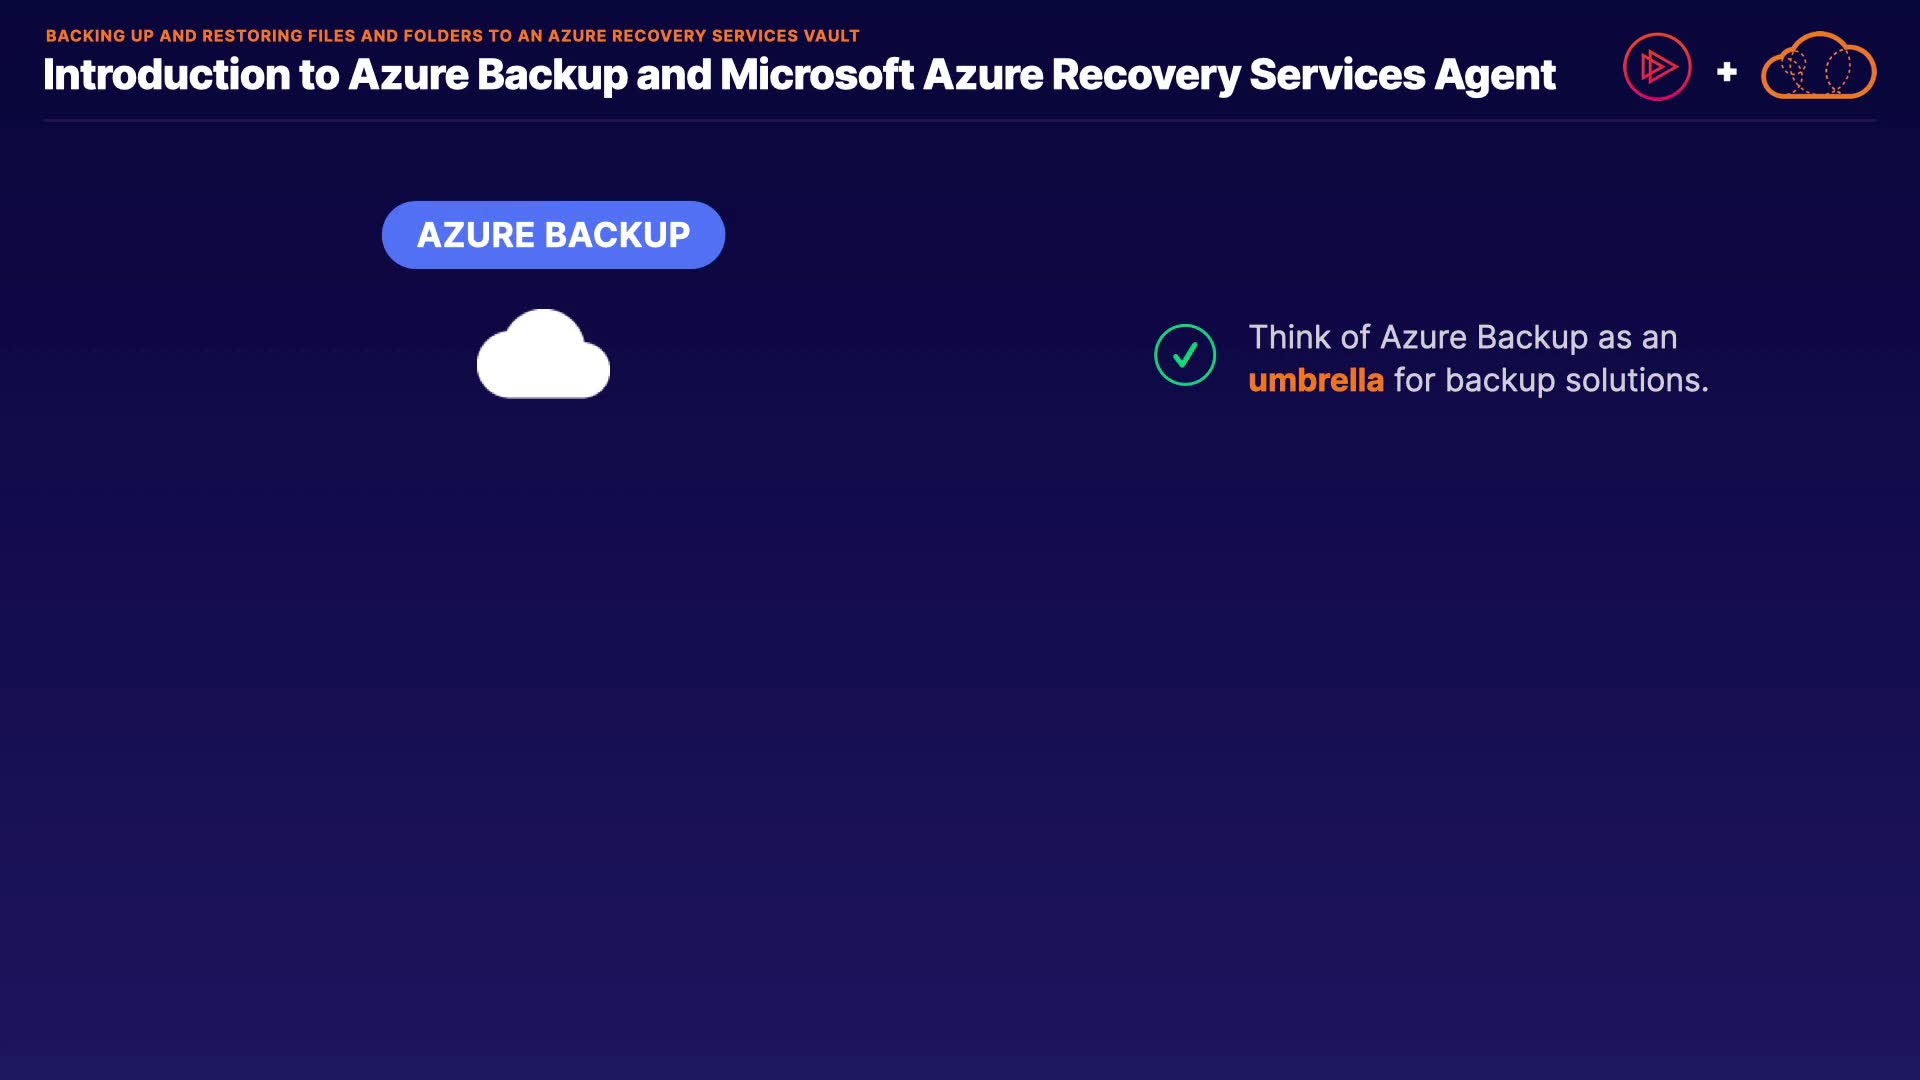 BACKING UP AND RESTORING FILES AND FOLDERS TO AN AZURE RECOVERY SERVICES VAULT
Introduction to Azure Backup and Microsoft Azure Recovery Services Agent
+
AZURE BACKUP
Think of Azure Backup as an
umbrella for backup solutions.